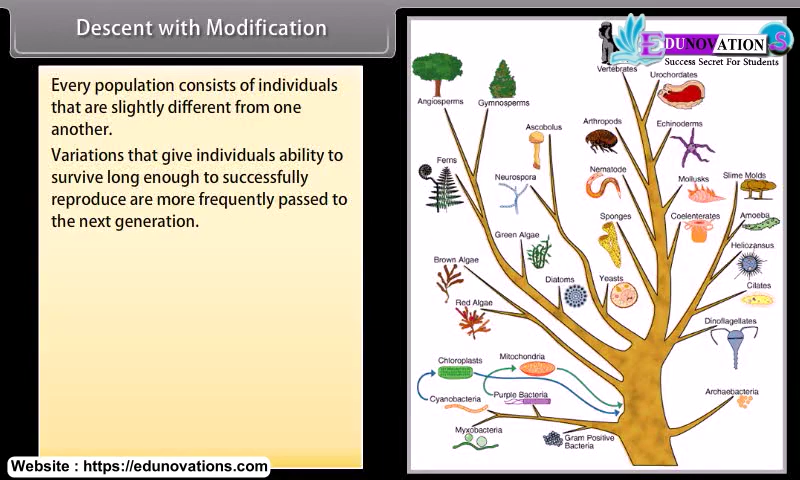 Descent with Modification
Every population consists of individuals
that are slightly different from one
another.
Variations that give individuals ability to
survive long enough to successfully
reproduce are more frequently passed to
the next generation.
EDUNOVATIONS
Success Secret For Students
Vertebrates
Urochordates
Angiosperms
Gymnosperms
Ascobolus
Arthropods
Echinoderms
Ferns
Neurospora
Nematode
Mollusks
Slime Molds
Sponges
Coelenterates
Amoeba
Green Algae
Heliozansus
Brown Algae
Diatoms
Yeasts
Ciliates
Red Algae
Dinoflagellates
Chloroplasts
Mitochondria
Cyanobacteria
Purple Bacteria
Archaebacteria
Myxobacteria
Gram Positive
Bacteria
Website : https://edunovations.com